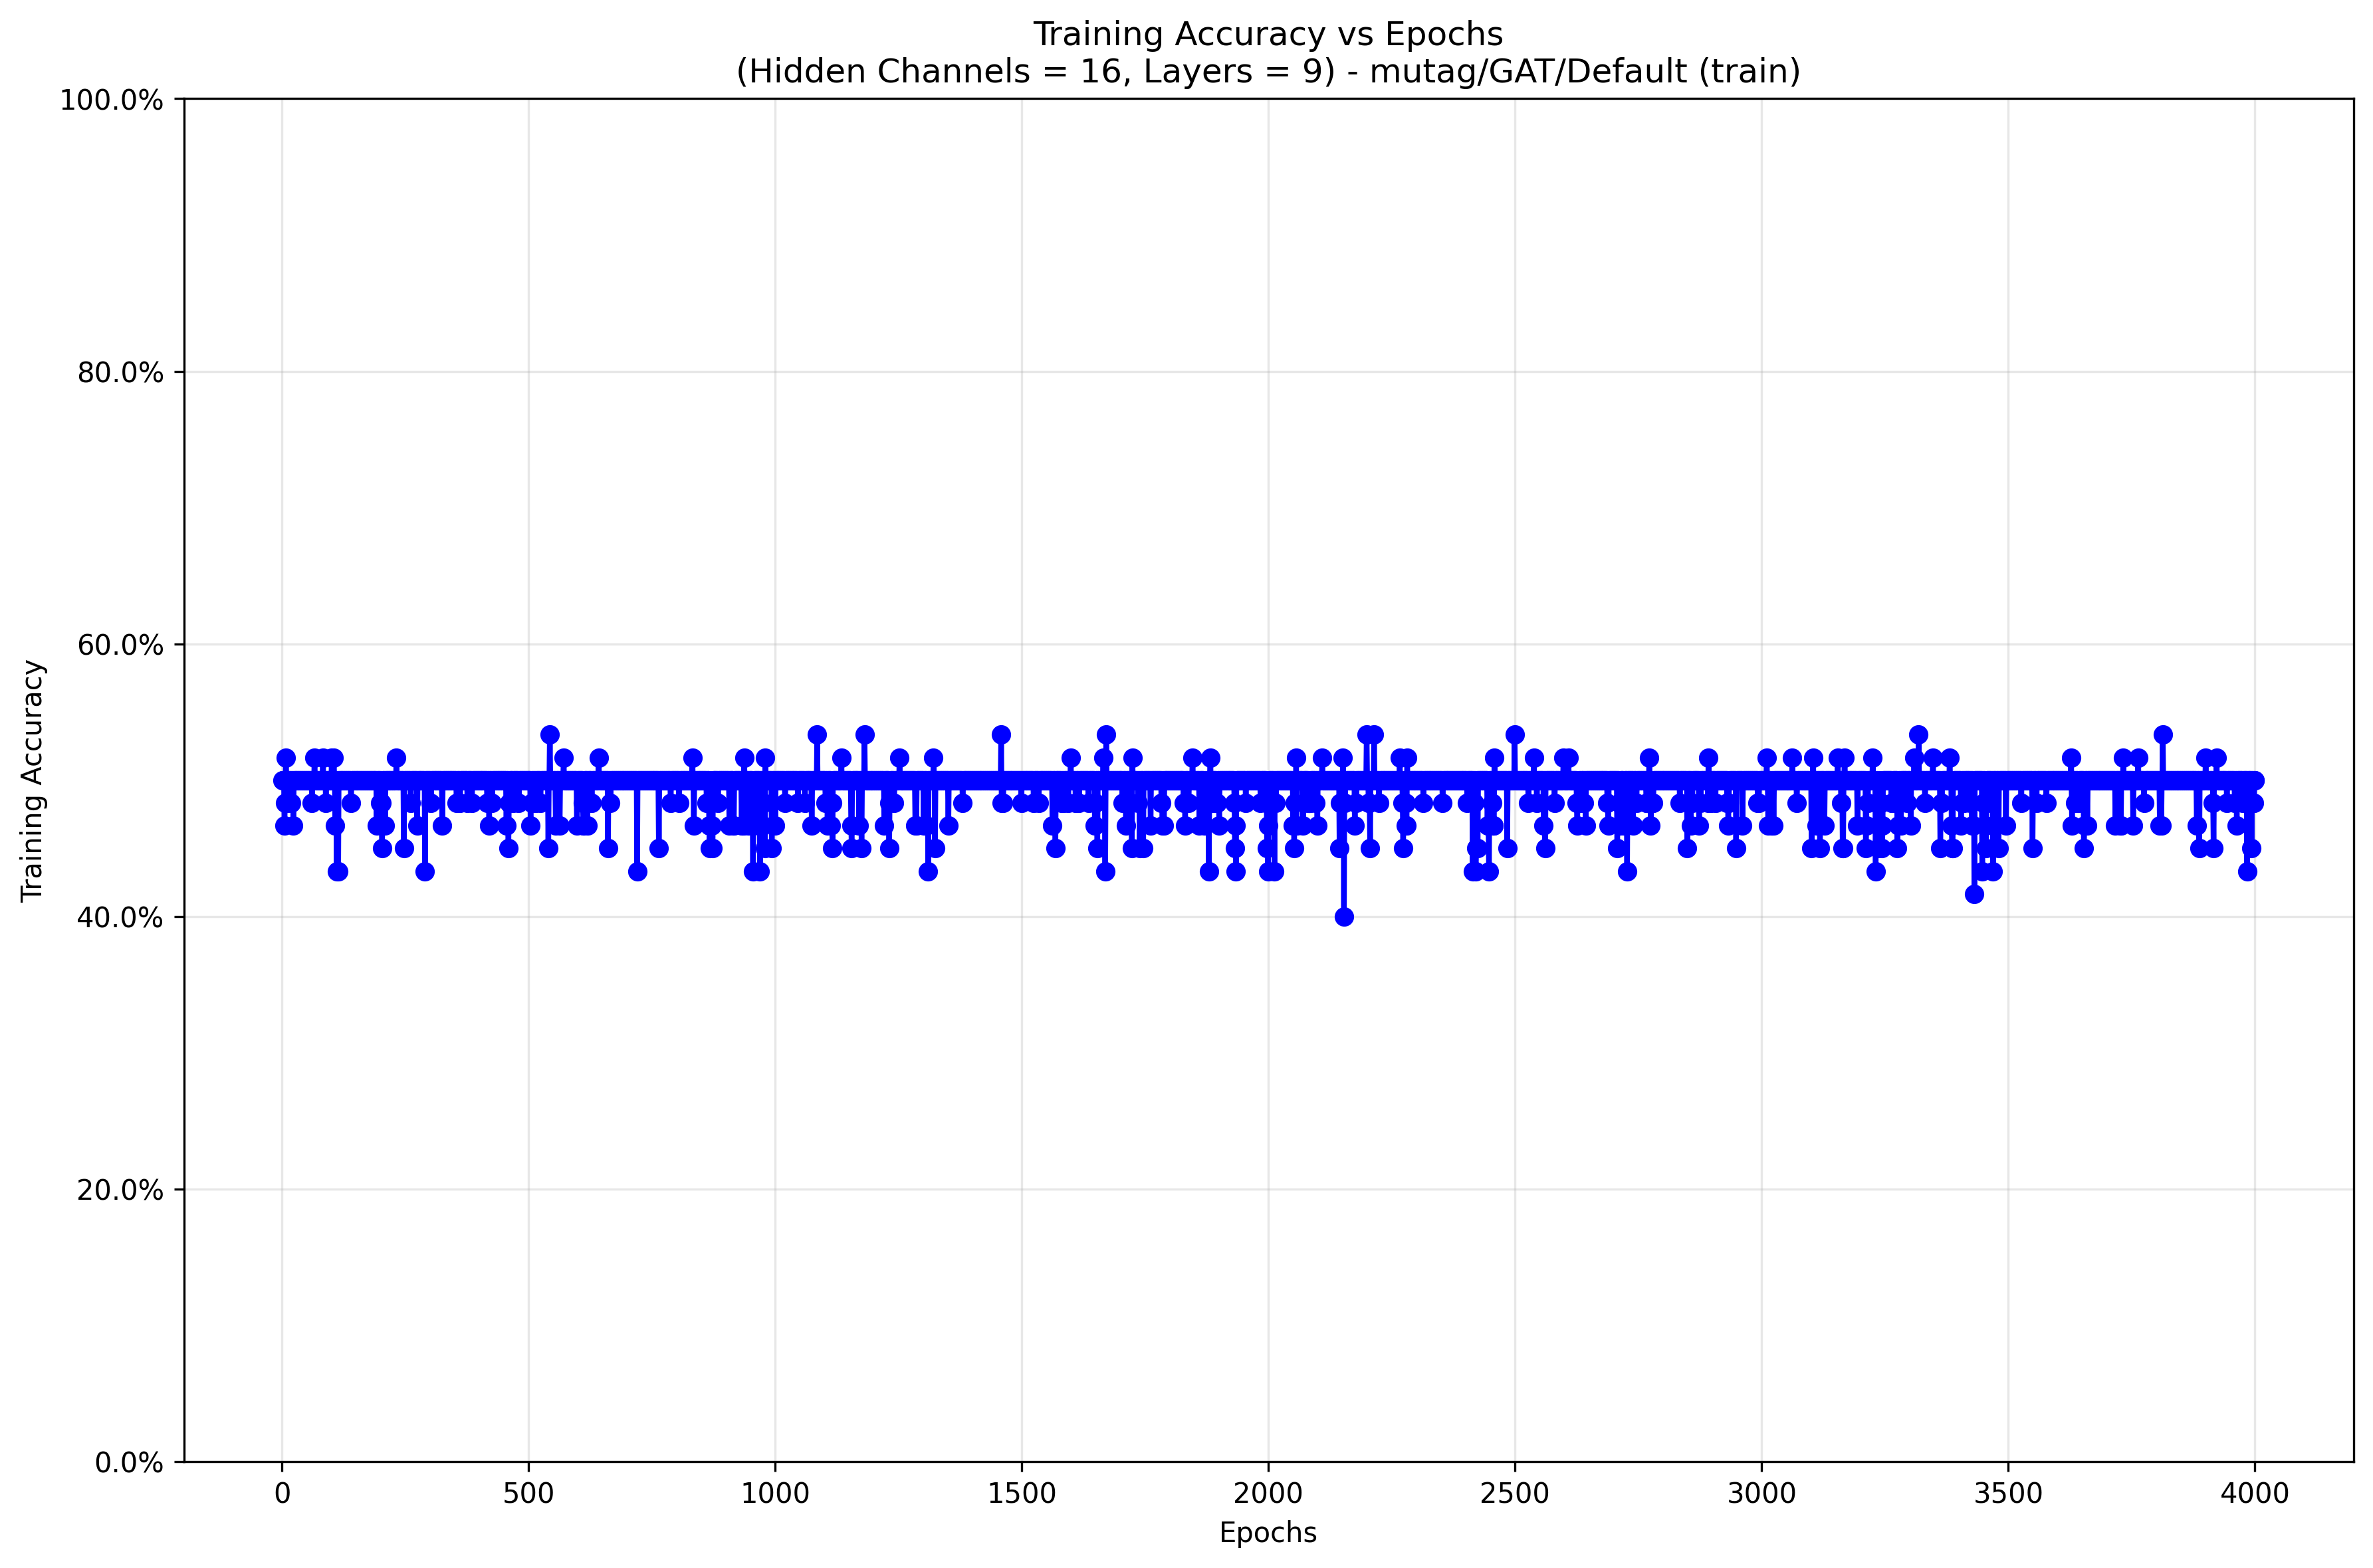 Training Accuracy vs Epochs
(Hidden Channels = 16, Layers = 9) - mutag/GAT/Default (train)
100.0%
80.0%
60.0%
40.0%
20.0%
0.0%
Training Accuracy
0 500 1000 1500 2000 2500 3000 3500 4000
Epochs